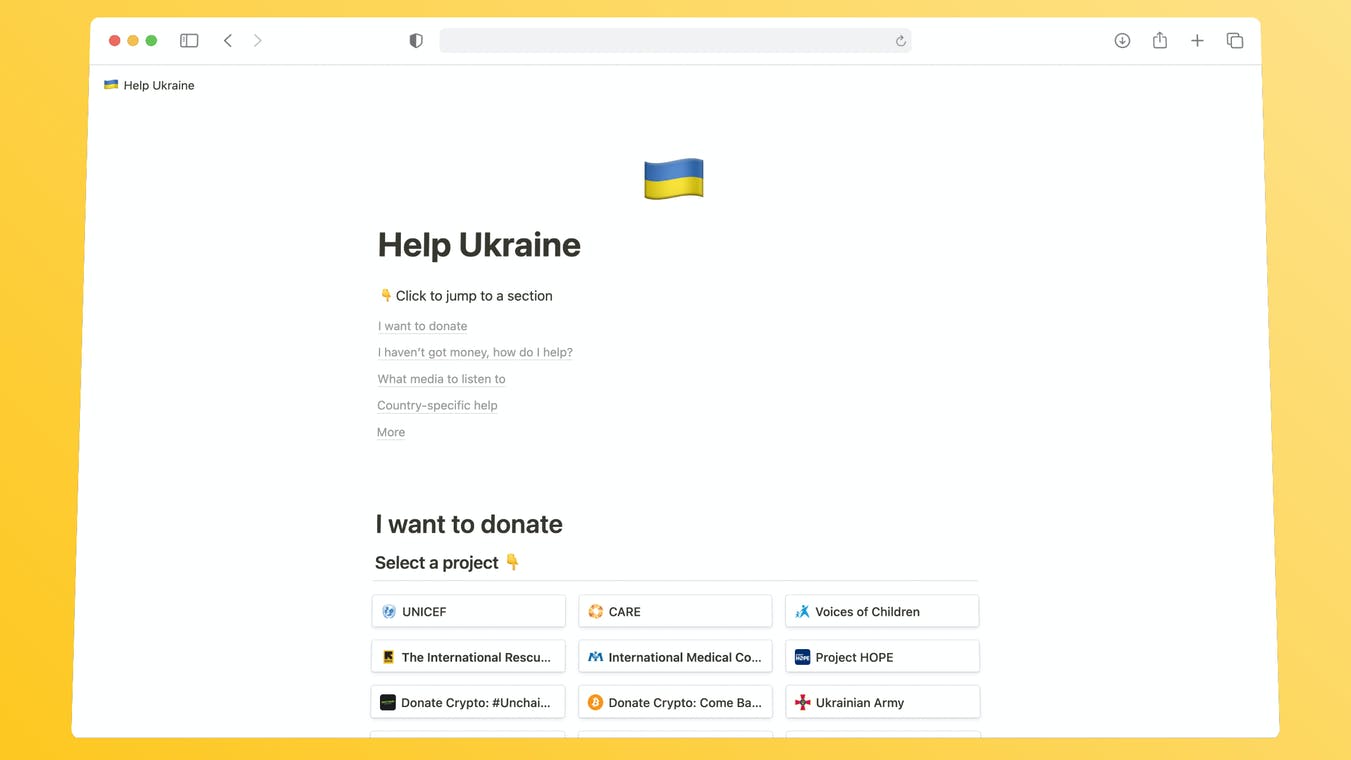 Help Ukraine
Help Ukraine
Click to jump to a section
I want to donate
I haven't got money, how do I help?
What media to listen to
Country-specific help
More
I want to donate
Select a project
UNICEF
CARE
Voices of Children
The International Rescu...
International Medical Co...
Project HOPE
Donate Crypto: #Unchai...
Donate Crypto: Come Ba...
Ukrainian Army